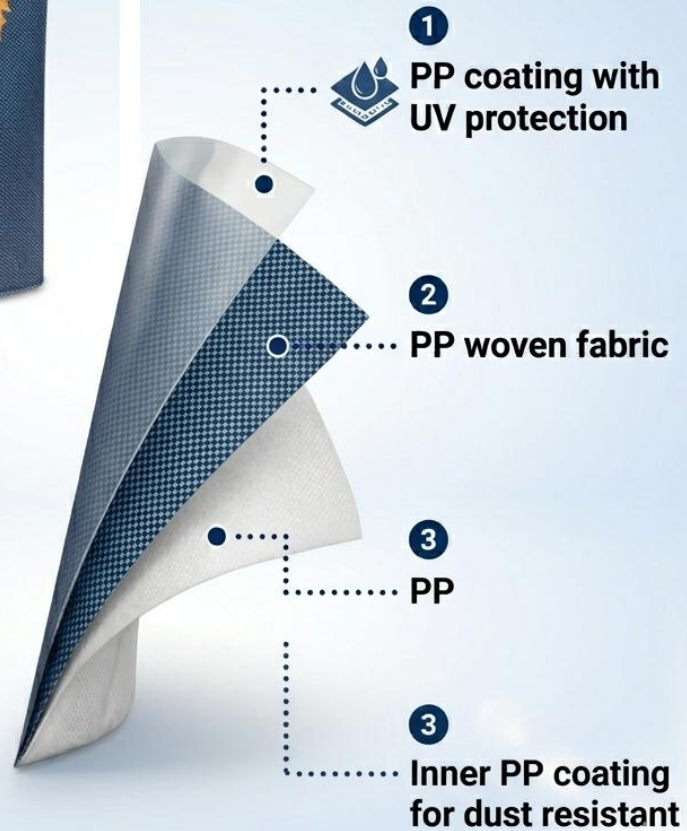 1
PP coating with
UV protection
2
PP woven fabric
3
PP
3
Inner PP coating
for dust resistant